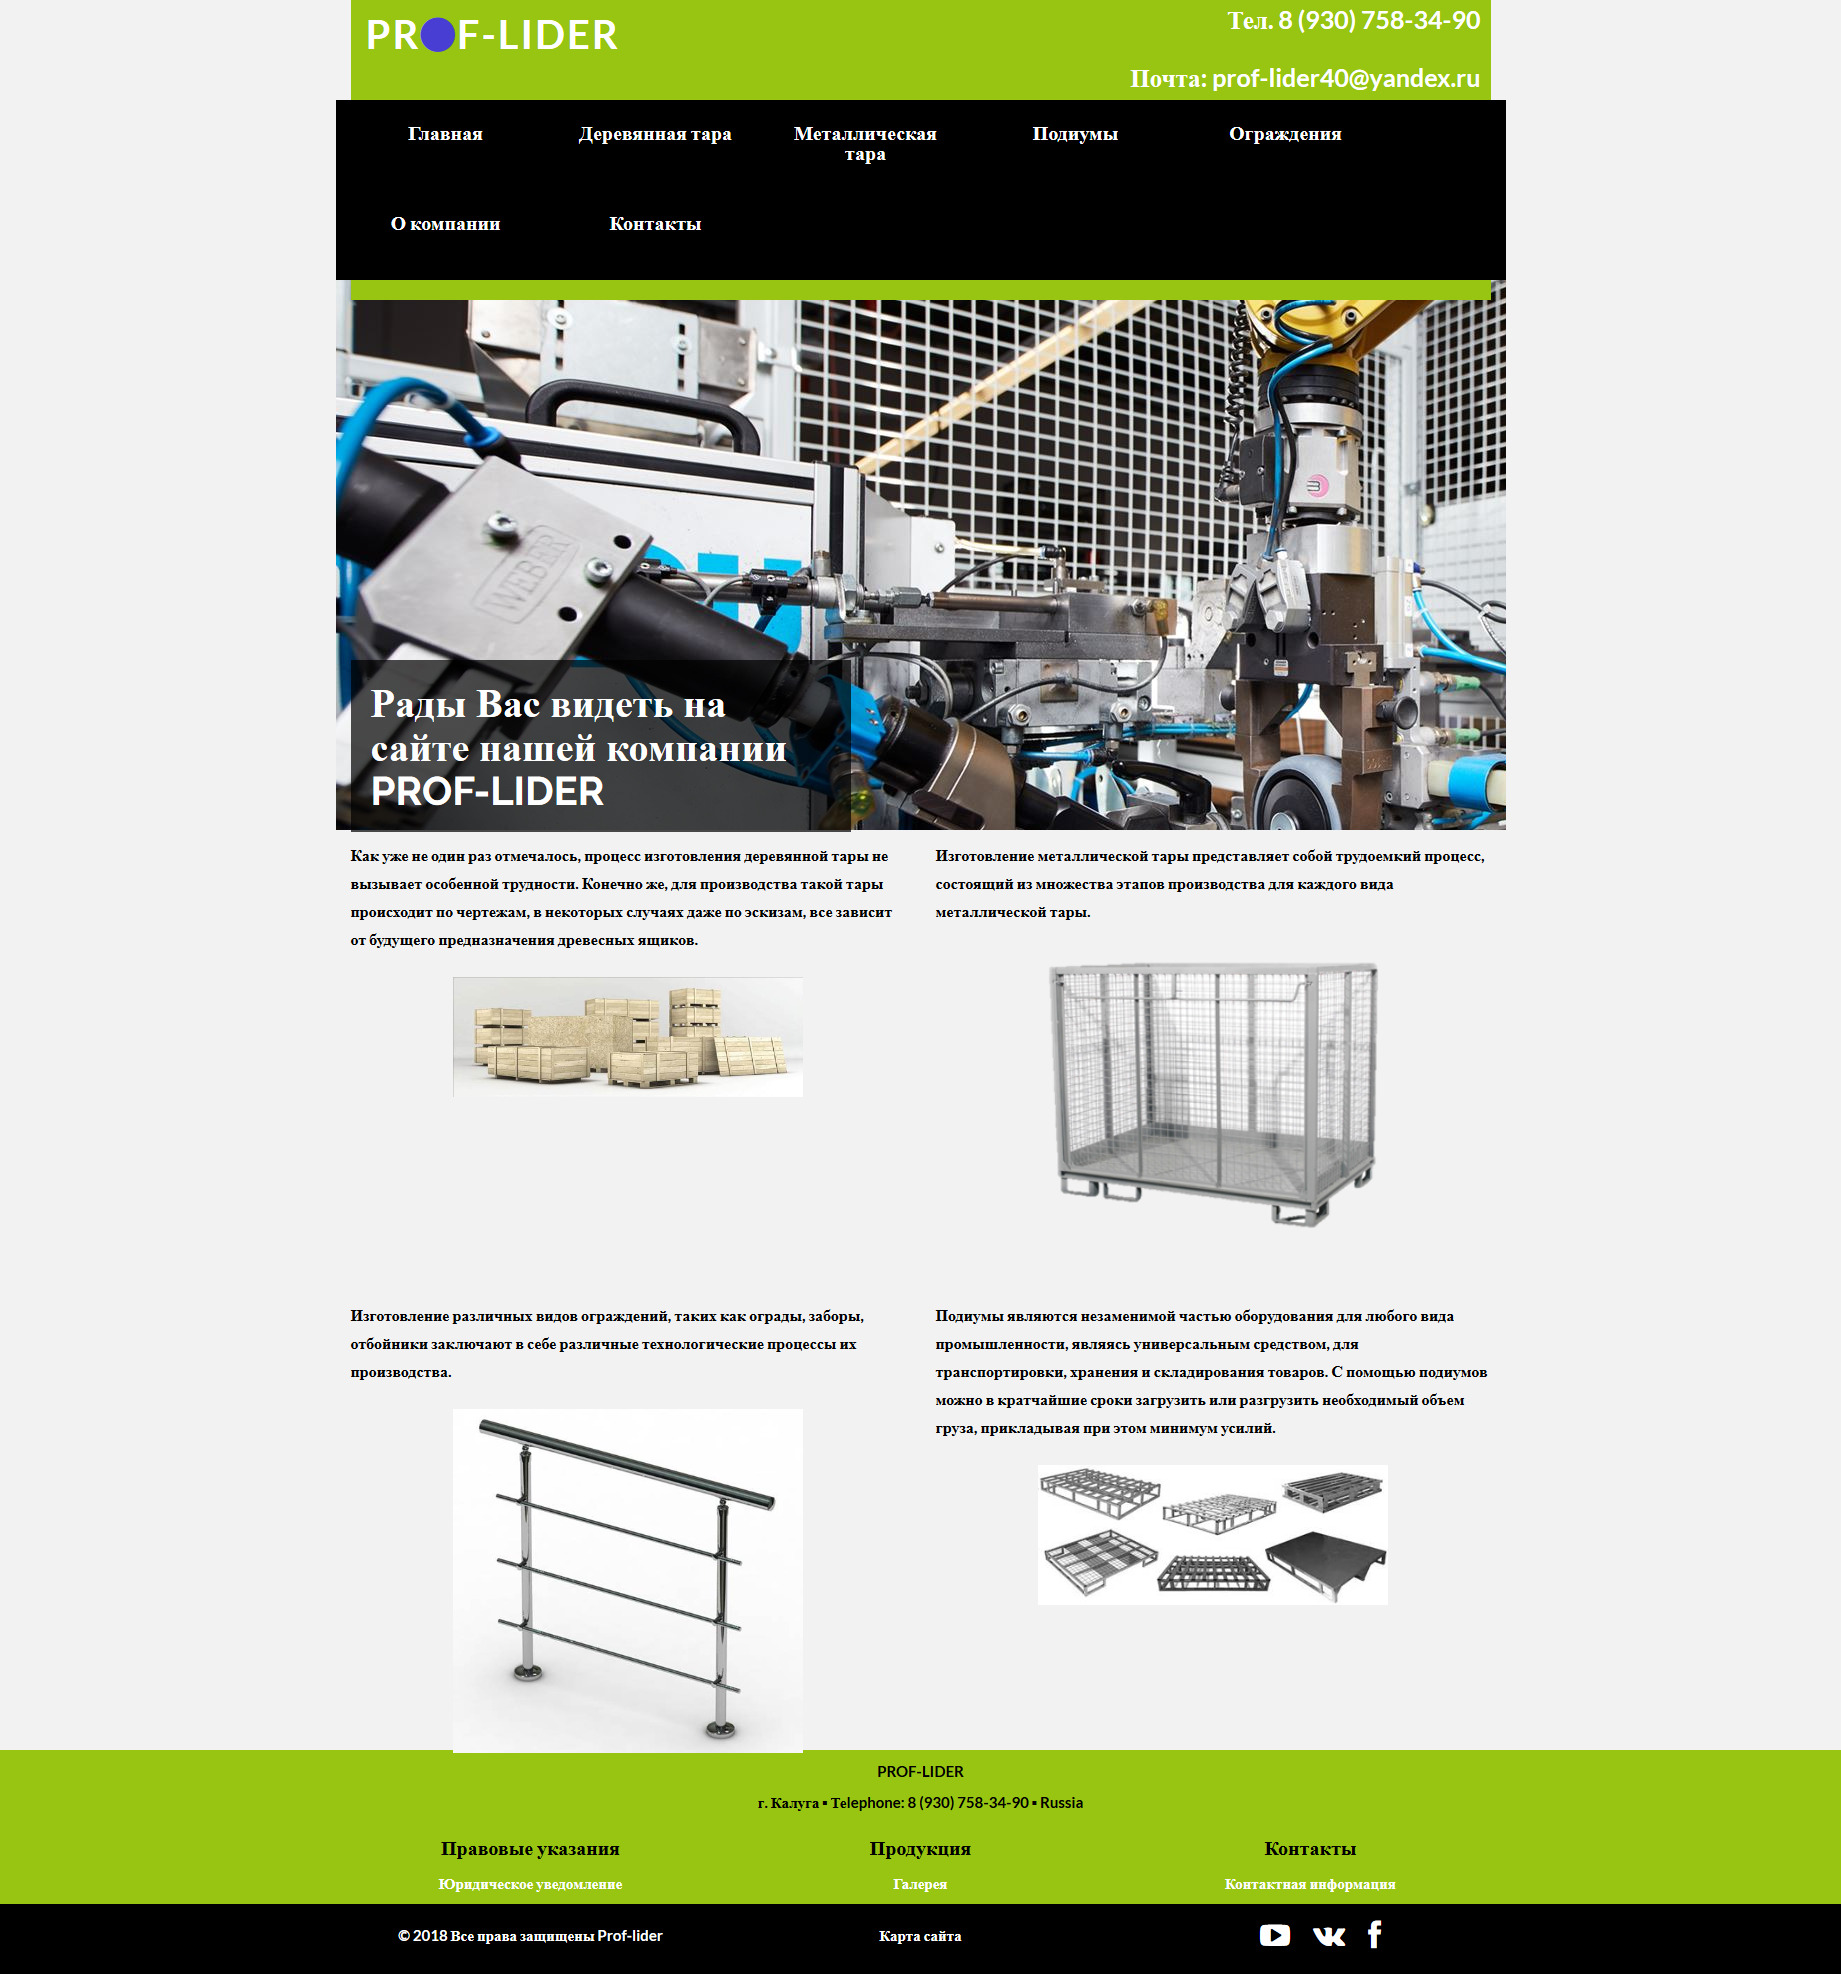 PROF-LIDER
Тел. 8 (930) 758-34-90
Почта: prof-lider40@yandex.ru
Главная
Деревянная тара
Металлическая
тара
Подиумы
Ограждения
О компании
Контакты
WEBER
Рады Вас видеть на
сайте нашей компании
PROF-LIDER
Как уже не один раз отмечалось, процесс изготовления деревянной тары не
вызывает особенной трудности. Конечно же, для производства такой тары
происходит по чертежам, в некоторых случаях даже по эскизам, все зависит
от будущего предназначения древесных ящиков.
Изготовление металлической тары представляет собой трудоемкий процесс,
состоящий из множества этапов производства для каждого вида
металлической тары.
Изготовление различных видов ограждений, таких как ограды, заборы,
отбойники заключают в себе различные технологические процессы их
производства.
Подиумы являются незаменимой частью оборудования для любого вида
промышленности, являясь универсальным средством, для
транспортировки, хранения и складирования товаров. С помощью подиумов
можно в кратчайшие сроки загрузить или разгрузить необходимый объем
груза, прикладывая при этом минимум усилий.
PROF-LIDER
г. Калуга ▪ Telephone: 8 (930) 758-34-90 ▪ Russia
Правовые указания
Юридическое уведомление
Продукция
Галерея
Контакты
Контактная информация
© 2018 Все права защищены Prof-lider
Карта сайта